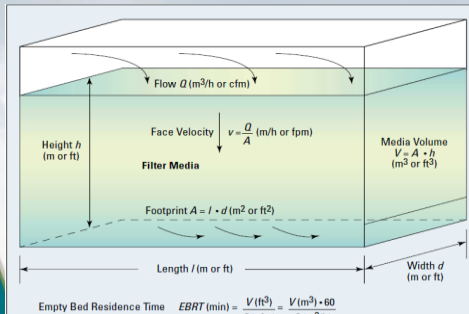 Flow Q (m³/h or cfm)
Face Velocity v = Q/A (m/h or fpm)
Height h
(m or ft)
Filter Media
Media Volume
V = A • h
(m³ or ft³)
Footprint A = l • d (m² or ft²)
Length l (m or ft)
Width d
(m or ft)
Empty Bed Residence Time EBRT (min) = V (ft³) = V (m³) • 60